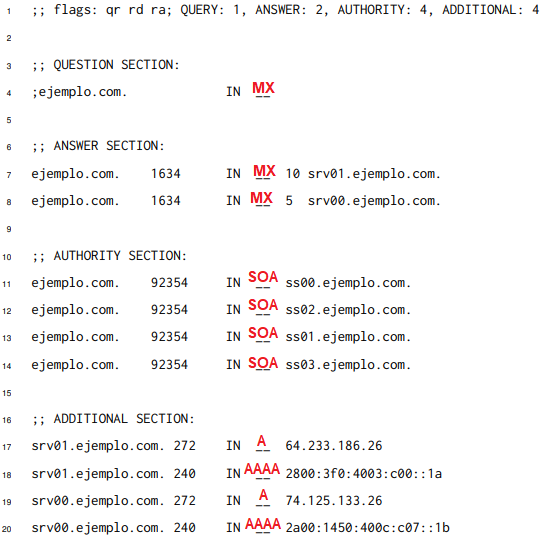 1 ;; flags: qr rd ra; QUERY: 1, ANSWER: 2, AUTHORITY: 4, ADDITIONAL: 4
2
3 ;; QUESTION SECTION:
4 ;ejemplo.com. IN MX
5
6 ;; ANSWER SECTION:
7 ejemplo.com. 1634 IN MX 10 srv01.ejemplo.com.
8 ejemplo.com. 1634 IN MX 5 srv00.ejemplo.com.
9
10 ;; AUTHORITY SECTION:
11 ejemplo.com. 92354 IN SOA ss00.ejemplo.com.
12 ejemplo.com. 92354 IN SOA ss02.ejemplo.com.
13 ejemplo.com. 92354 IN SOA ss01.ejemplo.com.
14 ejemplo.com. 92354 IN SOA ss03.ejemplo.com.
15
16 ;; ADDITIONAL SECTION:
17 srv01.ejemplo.com. 272 IN A 64.233.186.26
18 srv01.ejemplo.com. 240 IN AAAA 2800:3f0:4003:c00::1a
19 srv00.ejemplo.com. 272 IN A 74.125.133.26
20 srv00.ejemplo.com. 240 IN AAAA 2a00:1450:400c:c07::1b